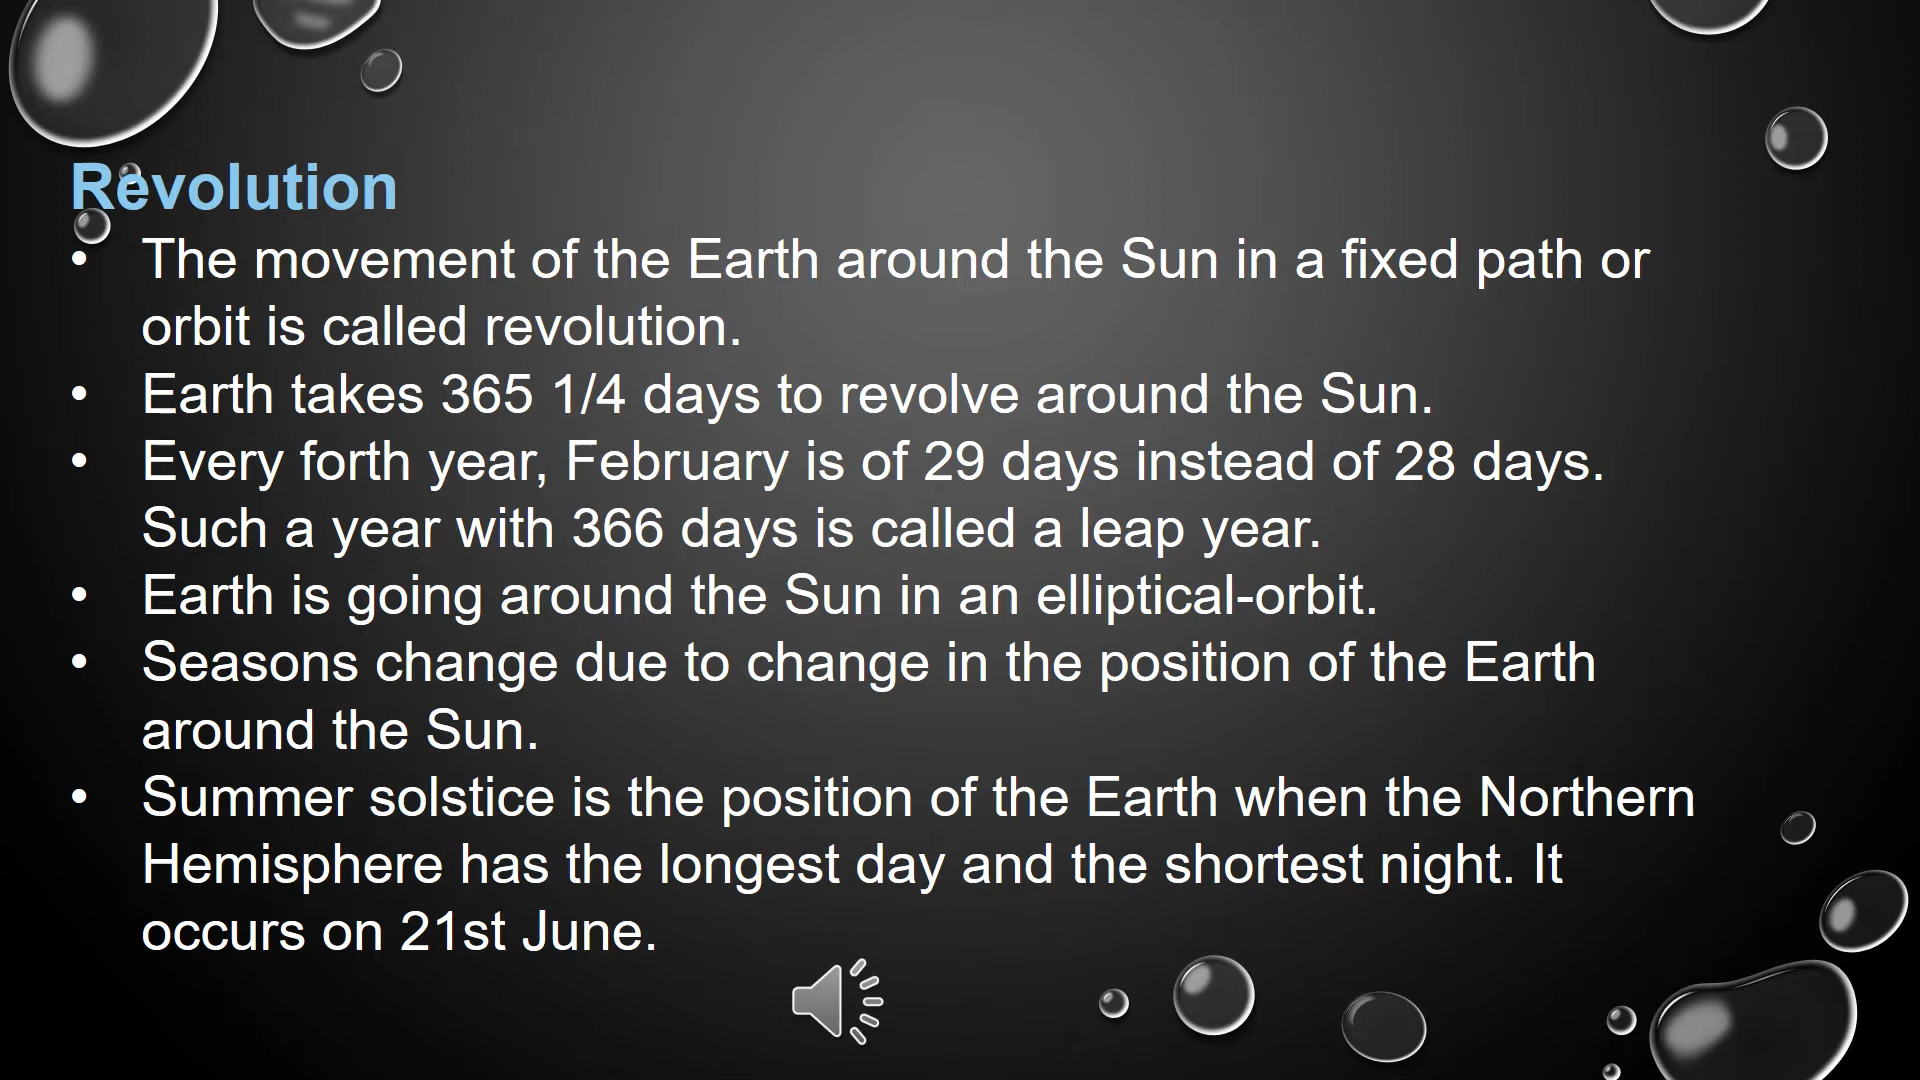 Revolution
• The movement of the Earth around the Sun in a fixed path or
orbit is called revolution.
• Earth takes 365 1/4 days to revolve around the Sun.
• Every forth year, February is of 29 days instead of 28 days.
Such a year with 366 days is called a leap year.
• Earth is going around the Sun in an elliptical-orbit.
• Seasons change due to change in the position of the Earth
around the Sun.
• Summer solstice is the position of the Earth when the Northern
Hemisphere has the longest day and the shortest night. It
occurs on 21st June.